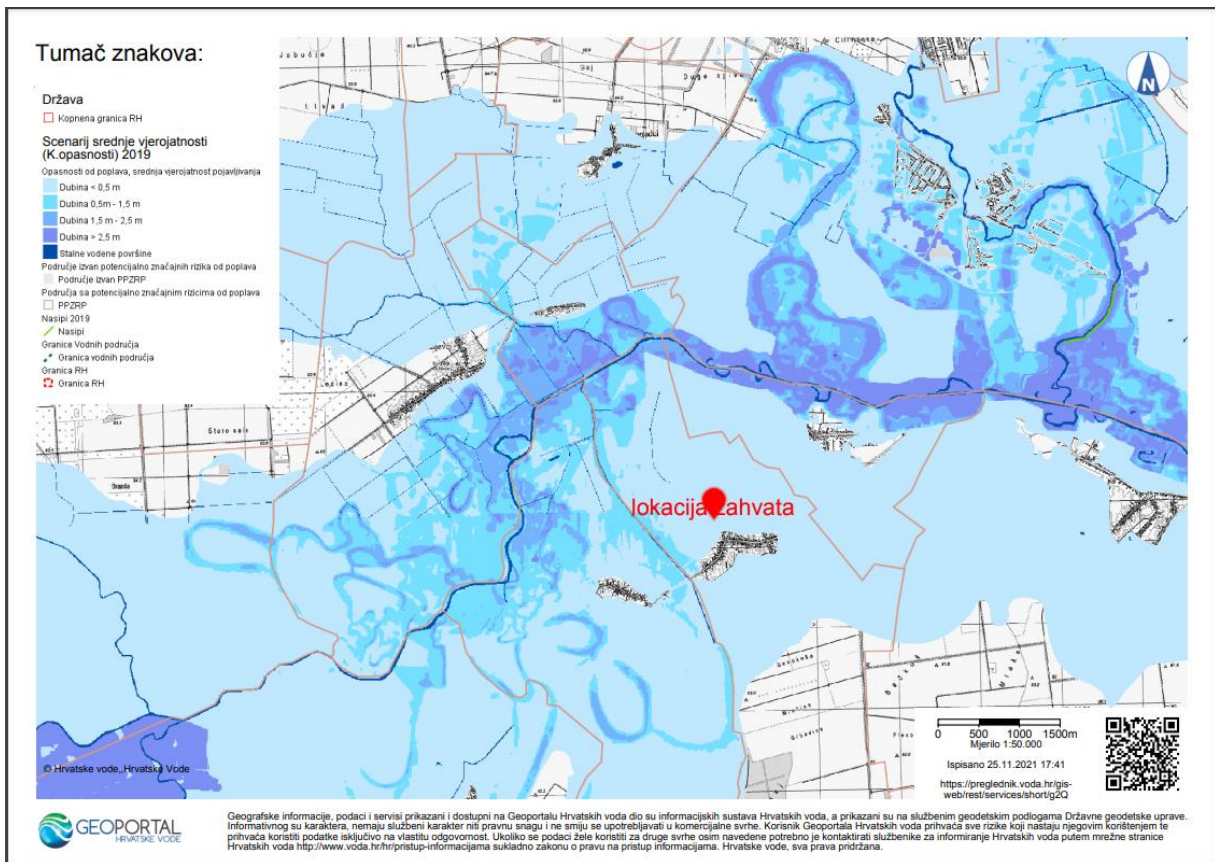 Tumač znakova:
Država
Kopnena granica RH
Scenarij srednje vjerojatnosti
(K.opasnosti) 2019
Opasnosti od poplava, srednja vjerojatnost pojavljivanja
Dubina < 0,5 m
Dubina 0,5m - 1,5 m
Dubina 1,5 m - 2,5 m
Dubina > 2,5 m
Stalne vodene površine
Područje izvan potencijalno značajnih rizika od poplava
Područje izvan PPZRP
Područja sa potencijalno značajnim rizicima od poplava
PPZRP
Nasipi 2019
Nasipi
Granice Vodnih područja
Granica vodnih područja
Granica RH
Granica RH
N
Staro selo
lokacija zahvata
0 500 1000 1500m
Mjerilo 1:50.000
Ispisano 25.11.2021 17:41
https://preglednik.voda.hr/gis-
web/rest/services/short/g2Q
© Hrvatske vode,,Hrvatske Vode
GEOPORTAL
HRVATSKE VODE
Geografske informacije, podaci i servisi prikazani i dostupni na Geoportalu Hrvatskih voda dio su informacijskih sustava Hrvatskih voda, a prikazani su na službenim geodetskim podlogama Državne geodetske uprave.
Informativnog su karaktera, nemaju službeni karakter niti pravnu snagu i ne smiju se upotrebljavati u komercijalne svrhe. Korisnik Geoportala Hrvatskih voda prihvaća sve rizike koji nastaju njegovim korištenjem te
prihvaća koristiti podatke isključivo na vlastitu odgovornost. Ukoliko se podaci žele koristiti za druge svrhe osim navedene potrebno je kontaktirati službenike za informiranje Hrvatskih voda putem mrežne stranice
Hrvatskih voda http://www.voda.hr/hr/pristup-informacijama sukladno zakonu o pravu na pristup informacijama. Hrvatske vode, sva prava pridržana.